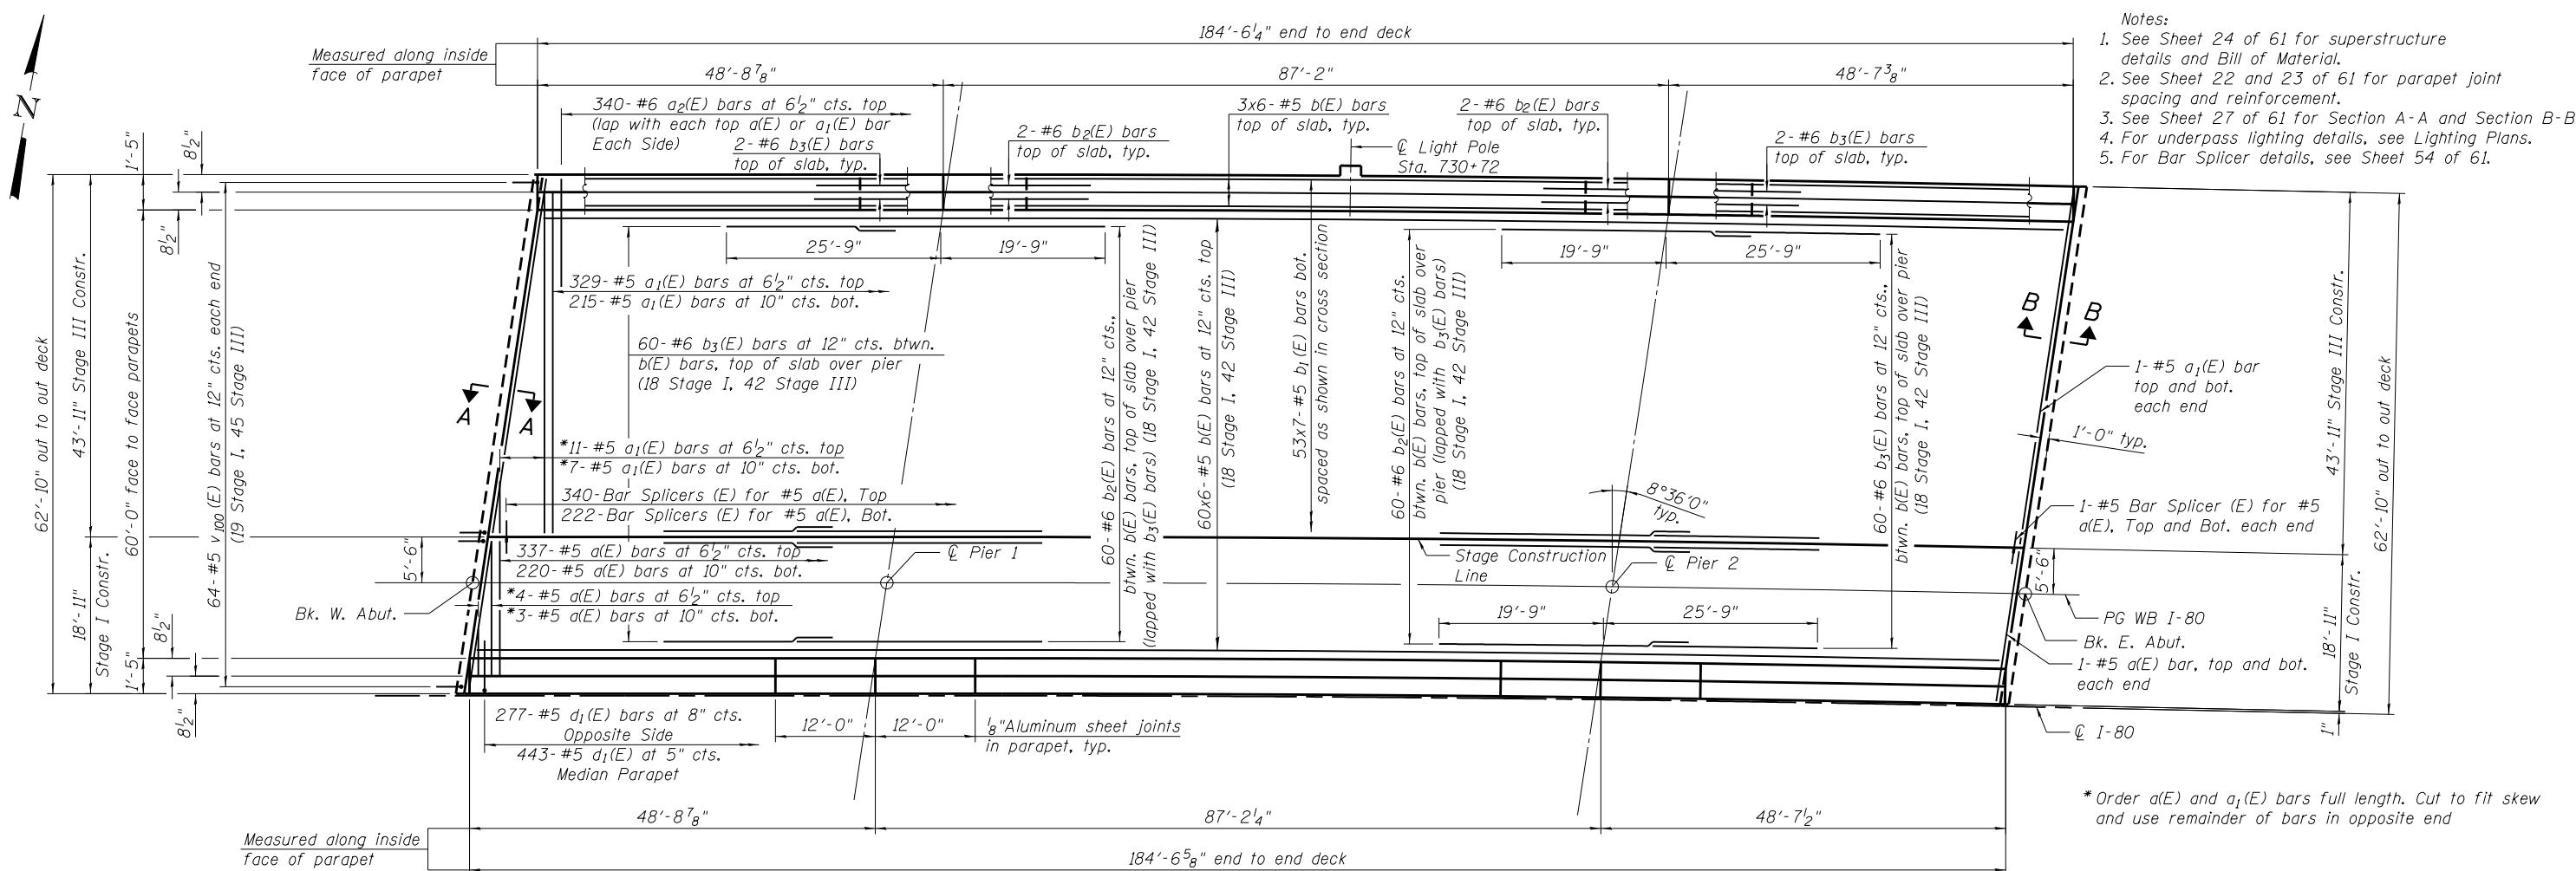 N
184'-6¼" end to end deck
Measured along inside
face of parapet
48'-8⅞"
87'-2"
48'-7⅜"
Notes:
1. See Sheet 24 of 61 for superstructure
details and Bill of Material.
2. See Sheet 22 and 23 of 61 for parapet joint
spacing and reinforcement.
3. See Sheet 27 of 61 for Section A-A and Section B-B
4. For underpass lighting details, see Lighting Plans.
5. For Bar Splicer details, see Sheet 54 of 61.
340-#6 a₂(E) bars at 6½" cts. top
(lap with each top a(E) or a₁(E) bar
Each Side)
2-#6 b₃(E) bars
top of slab, typ.
2-#6 b₂(E) bars
top of slab, typ.
3x6-#5 b(E) bars
top of slab, typ.
℄ Light Pole
Sta. 730+72
2-#6 b₂(E) bars
top of slab, typ.
2-#6 b₃(E) bars
top of slab, typ.
1'-5"
8½"
8½"
62'-10" out to out deck
43'-11" Stage III Constr.
60'-0" face to face parapets
64-#5 v₁₀₀(E) bars at 12" cts. each end
(19 Stage I, 45 Stage III)
18'-11"
Stage I Constr.
1'-5"
8½"
8½"
25'-9"
19'-9"
329-#5 a₁(E) bars at 6½" cts. top
215-#5 a₁(E) bars at 10" cts. bot.
60-#6 b₃(E) bars at 12" cts. btwn.
b(E) bars, top of slab over pier
(18 Stage I, 42 Stage III)
A
A
*11-#5 a₁(E) bars at 6½" cts. top
*7-#5 a₁(E) bars at 10" cts. bot.
340-Bar Splicers (E) for #5 a(E), Top
222-Bar Splicers (E) for #5 a(E), Bot.
337-#5 a(E) bars at 6½" cts. top
220-#5 a(E) bars at 10" cts. bot.
*4-#5 a(E) bars at 6½" cts. top
*3-#5 a(E) bars at 10" cts. bot.
5'-6"
Bk. W. Abut.
℄ Pier 1
60-#6 b₂(E) bars at 12" cts.,
btwn. b(E) bars, top of slab over pier
(lapped with b₃(E) bars) (18 Stage I, 42 Stage III)
60x6-#5 b(E) bars at 12" cts. top
(18 Stage I, 42 Stage III)
53x7-#5 b₁(E) bars bot.
spaced as shown in cross section
19'-9"
25'-9"
60-#6 b₂(E) bars at 12" cts.
btwn. b(E) bars, top of slab over
pier (lapped with b₃(E) bars)
(18 Stage I, 42 Stage III)
60-#6 b₃(E) bars at 12" cts.,
btwn. b(E) bars, top of slab over pier
(18 Stage I, 42 Stage III)
8°36'0"
typ.
Stage Construction
Line
℄ Pier 2
19'-9"
25'-9"
B
B
1-#5 a₁(E) bar
top and bot.
each end
1'-0" typ.
1-#5 Bar Splicer (E) for #5
a(E), Top and Bot. each end
5'-6"
PG WB I-80
Bk. E. Abut.
1-#5 a(E) bar, top and bot.
each end
43'-11" Stage III Constr.
18'-11"
Stage I Constr.
62'-10" out to out deck
1"
℄ I-80
277-#5 d₁(E) bars at 8" cts.
Opposite Side
443-#5 d₁(E) at 5" cts.
Median Parapet
12'-0"
12'-0"
⅛"Aluminum sheet joints
in parapet, typ.
48'-8⅞"
87'-2¼"
48'-7½"
Measured along inside
face of parapet
184'-6⅝" end to end deck
* Order a(E) and a₁(E) bars full length. Cut to fit skew
and use remainder of bars in opposite end